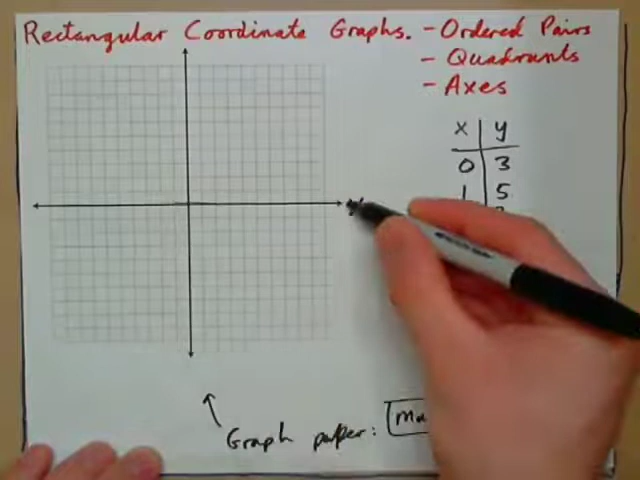 Rectangular Coordinate Graphs. - Ordered Pairs
- Quadrants
- Axes
x y
0 3
1 5
Graph paper: